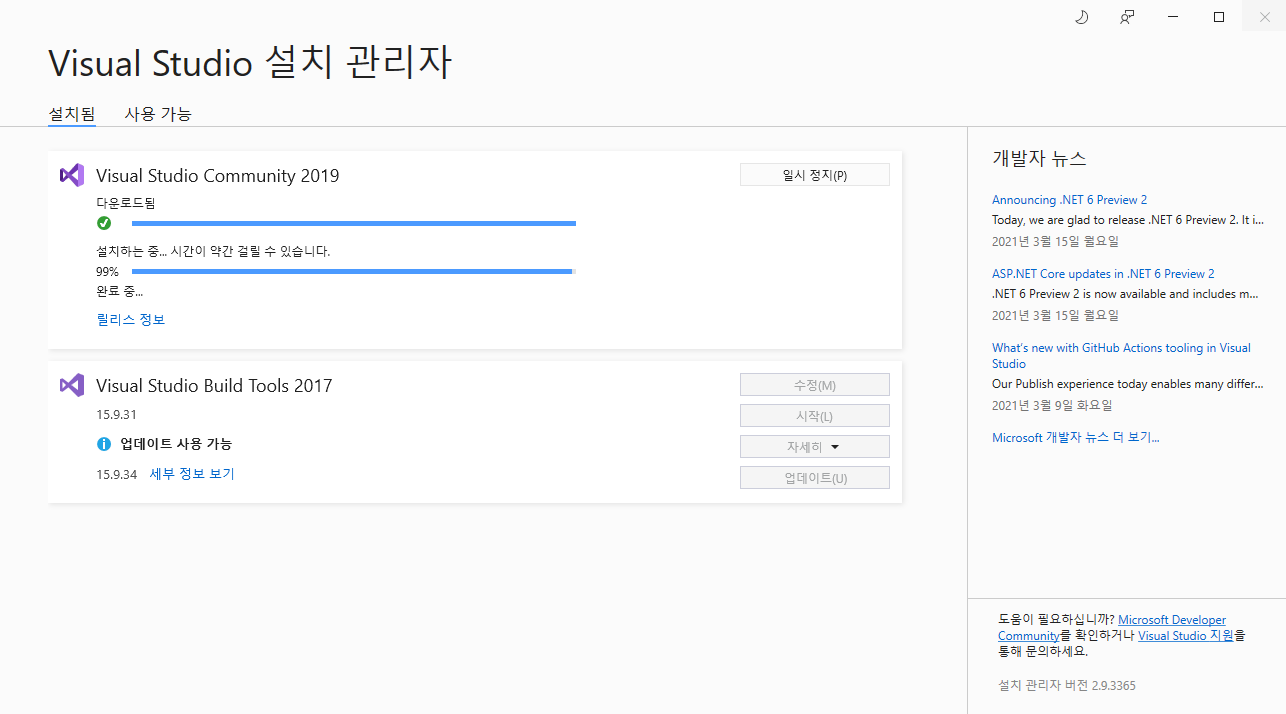 Visual Studio 설치 관리자
설치됨
사용 가능
Visual Studio Community 2019
일시 정지(P)
다운로드됨
설치하는 중... 시간이 약간 걸릴 수 있습니다.
99%
완료 중...
릴리스 정보
Visual Studio Build Tools 2017
수정(M)
15.9.31
시작(L)
업데이트 사용 가능
자세히
15.9.34 세부 정보 보기
업데이트(U)
개발자 뉴스
Announcing .NET 6 Preview 2
Today, we are glad to release .NET 6 Preview 2. It i...
2021년 3월 15일 월요일
ASP.NET Core updates in .NET 6 Preview 2
.NET 6 Preview 2 is now available and includes m...
2021년 3월 15일 월요일
What's new with GitHub Actions tooling in Visual
Studio
Our Publish experience today enables many differ...
2021년 3월 9일 화요일
Microsoft 개발자 뉴스 더 보기...
도움이 필요하십니까? Microsoft Developer
Community를 확인하거나 Visual Studio 지원을
통해 문의하세요.
설치 관리자 버전 2.9.3365